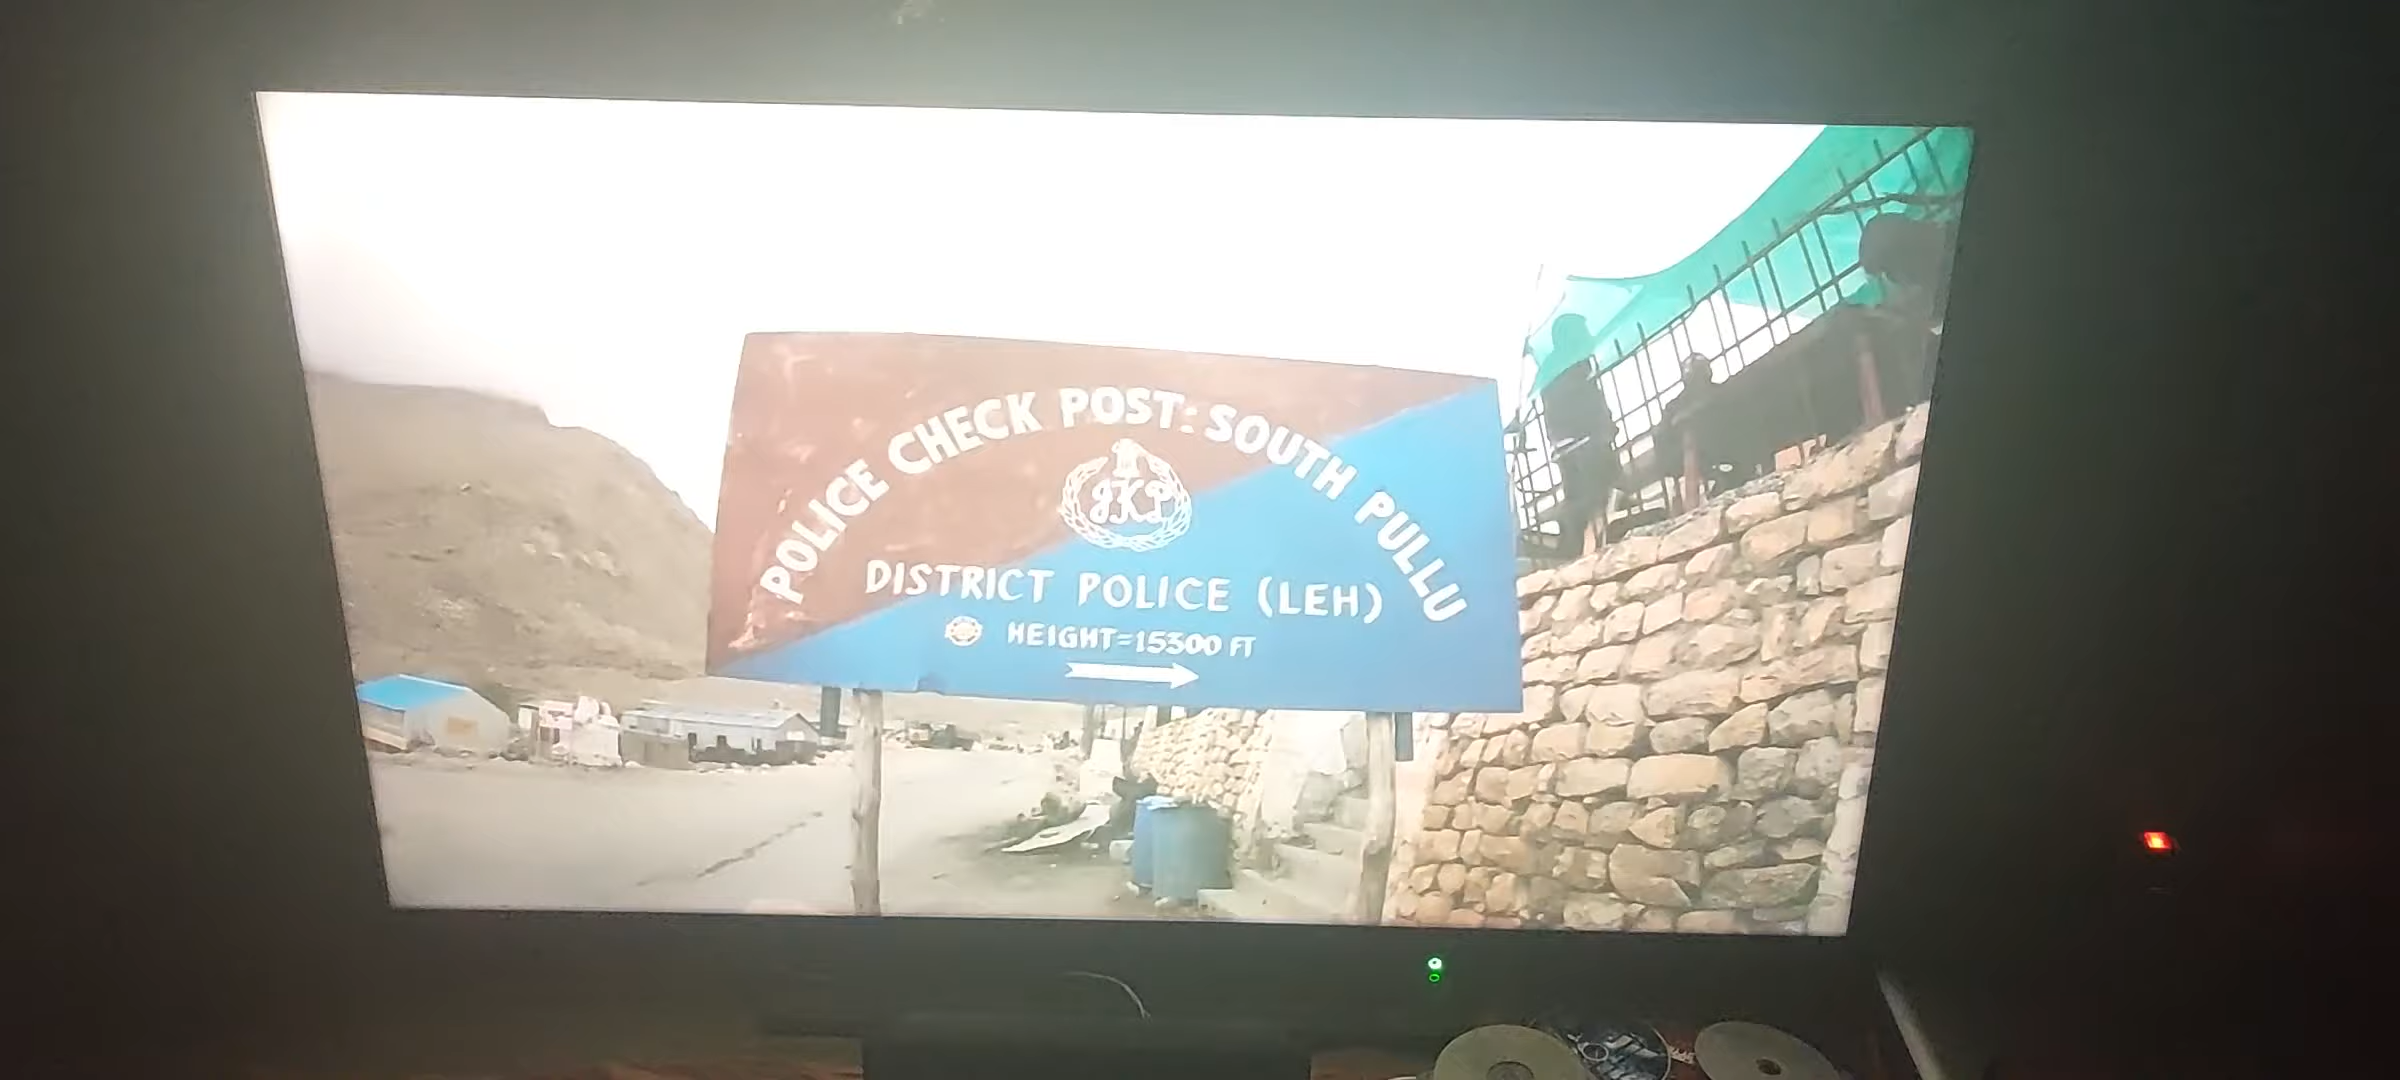 POLICE CHECK POST: SOUTH PULLU
JKP
DISTRICT POLICE (LEH)
HEIGHT=15300 FT